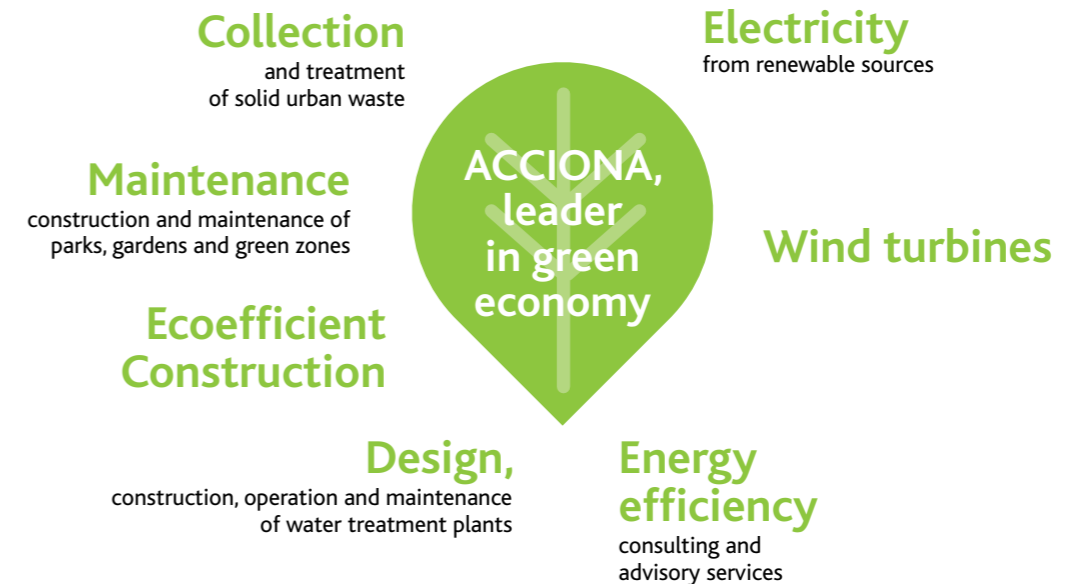 Collection
and treatment
of solid urban waste
Electricity
from renewable sources
Maintenance
construction and maintenance of
parks, gardens and green zones
ACCIONA,
leader
in green
economy
Wind turbines
Ecoefficient
Construction
Design,
construction, operation and maintenance
of water treatment plants
Energy
efficiency
consulting and
advisory services